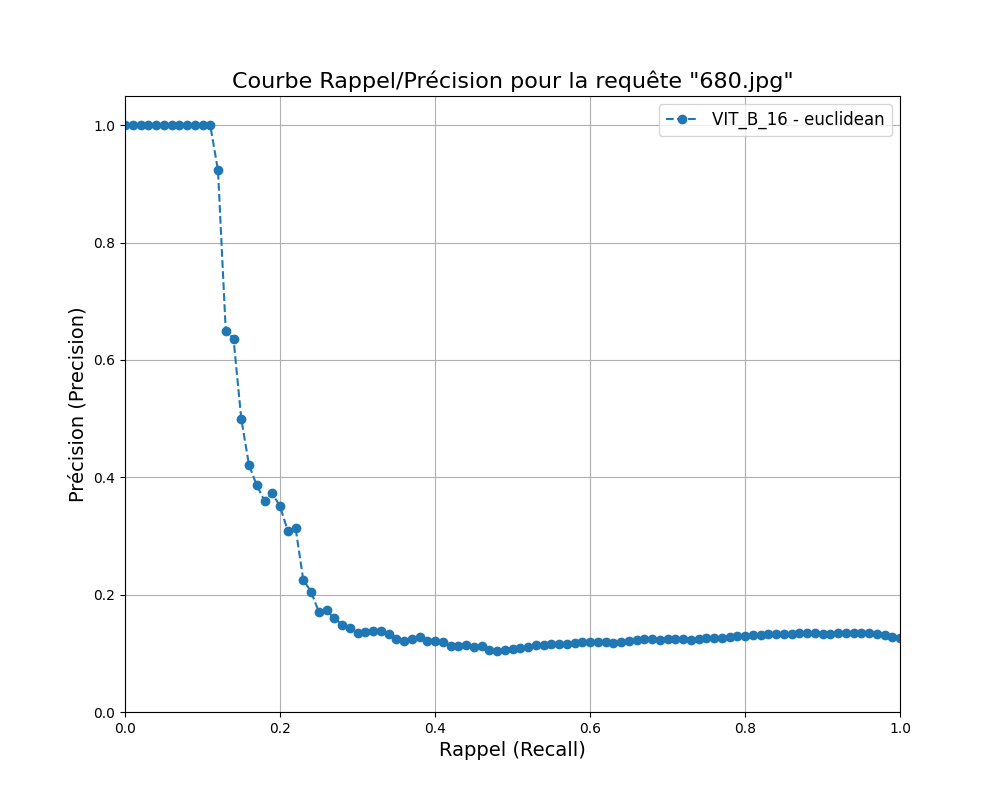 Courbe Rappel/Précision pour la requête "680.jpg"
VIT_B_16 - euclidean
1.0
0.8
0.6
0.4
0.2
0.0
Précision (Precision)
0.0 0.2 0.4 0.6 0.8 1.0
Rappel (Recall)